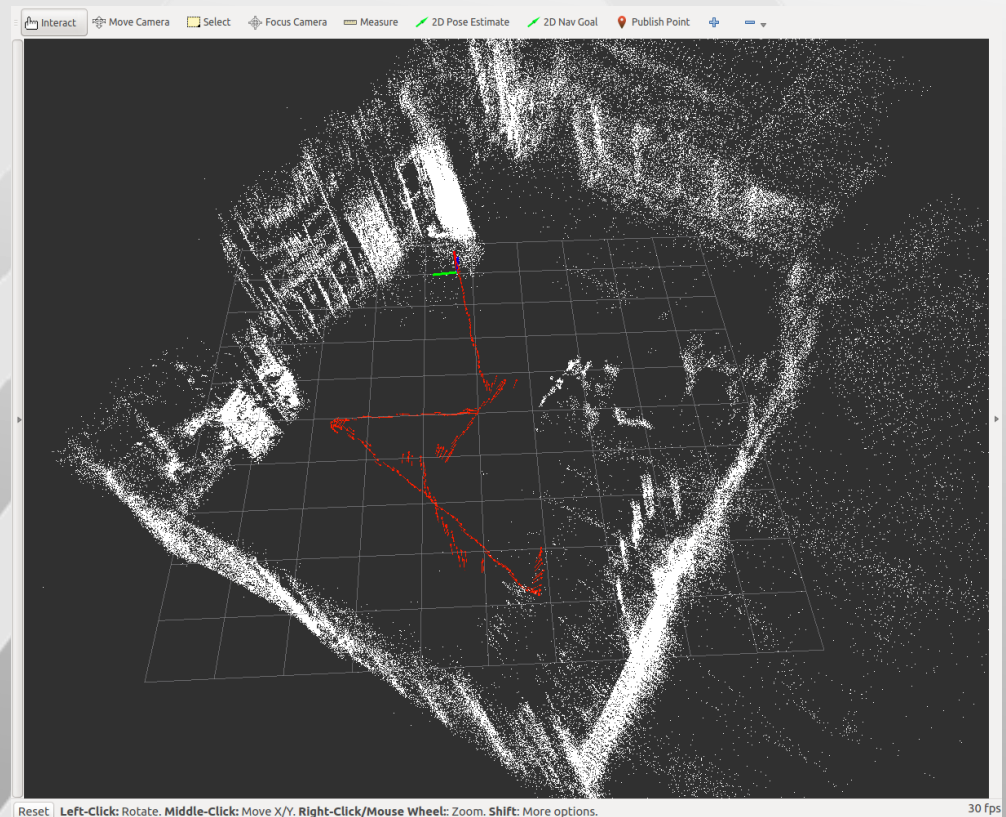 Interact Move Camera Select Focus Camera Measure 2D Pose Estimate 2D Nav Goal Publish Point
Reset Left-Click: Rotate. Middle-Click: Move X/Y. Right-Click/Mouse Wheel:: Zoom. Shift: More options. 30 fps